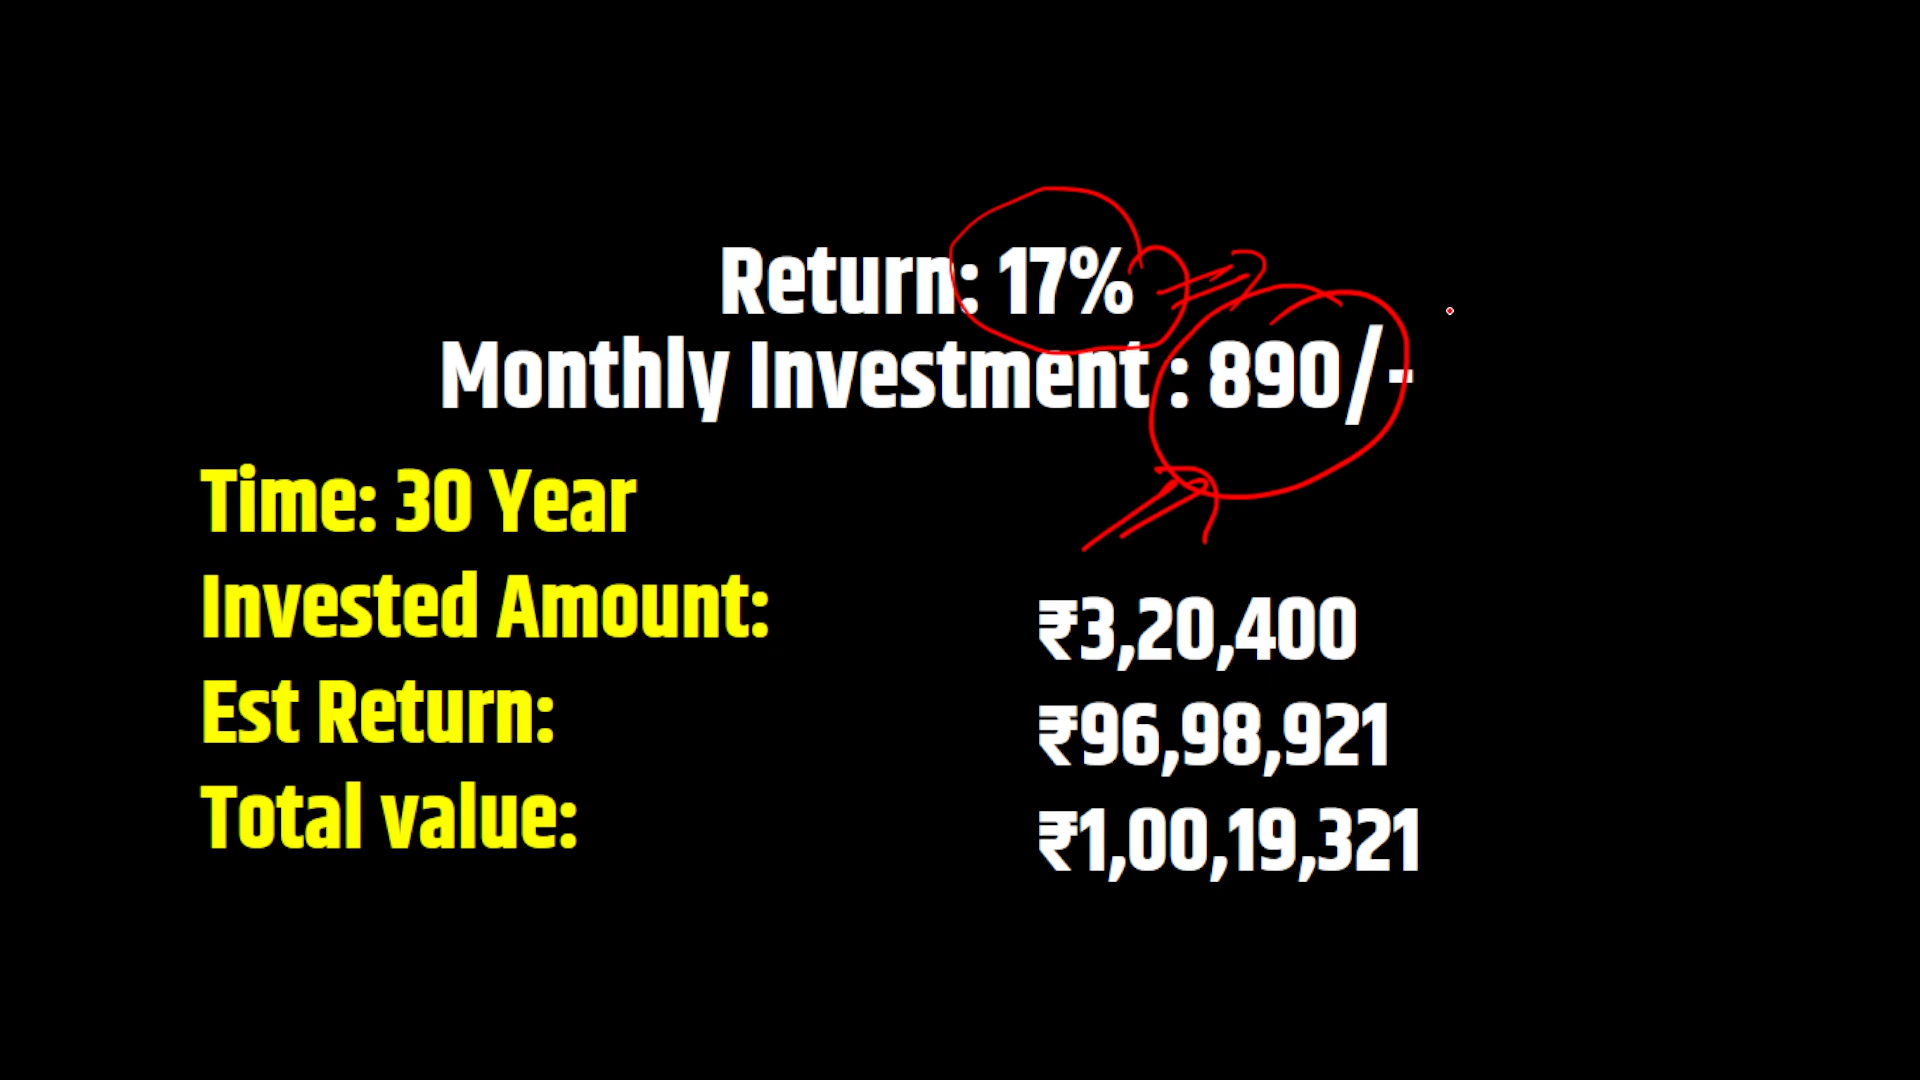 Return: 17%
Monthly Investment : 890/-
Time: 30 Year
Invested Amount: ₹3,20,400
Est Return: ₹96,98,921
Total value: ₹1,00,19,321